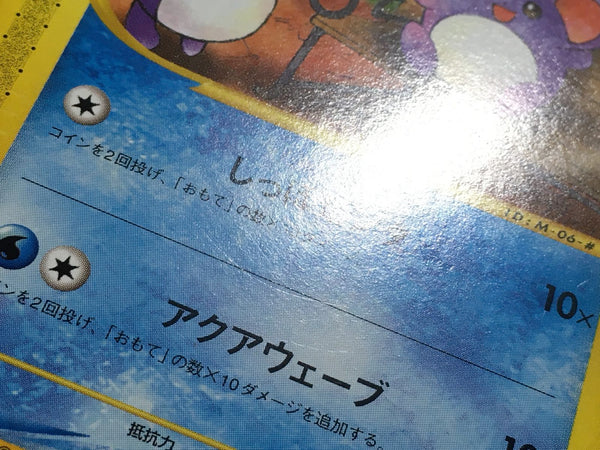 ID:M-06-#
しっ
10×
コインを2回投げ、「おもて」の数×
アクアウェーブ
ンを2回投げ、「おもて」の数×10ダメージを追加する。
抵抗力